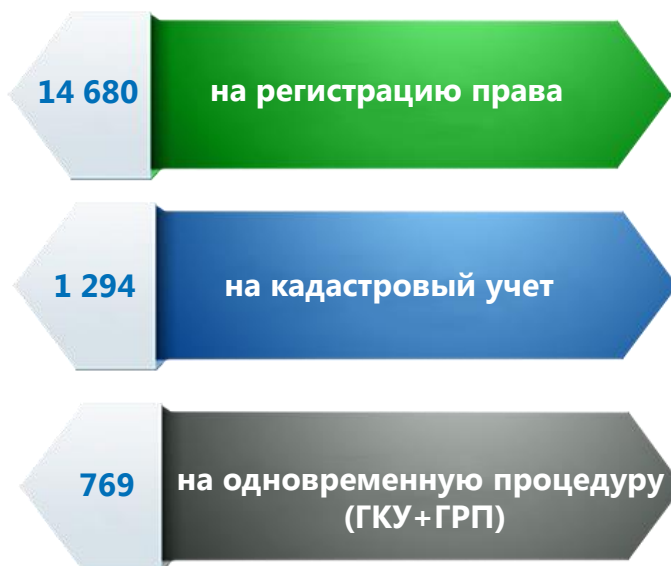 14 680 на регистрацию права
1 294 на кадастровый учет
769 на одновременную процедуру
(ГКУ+ГРП)